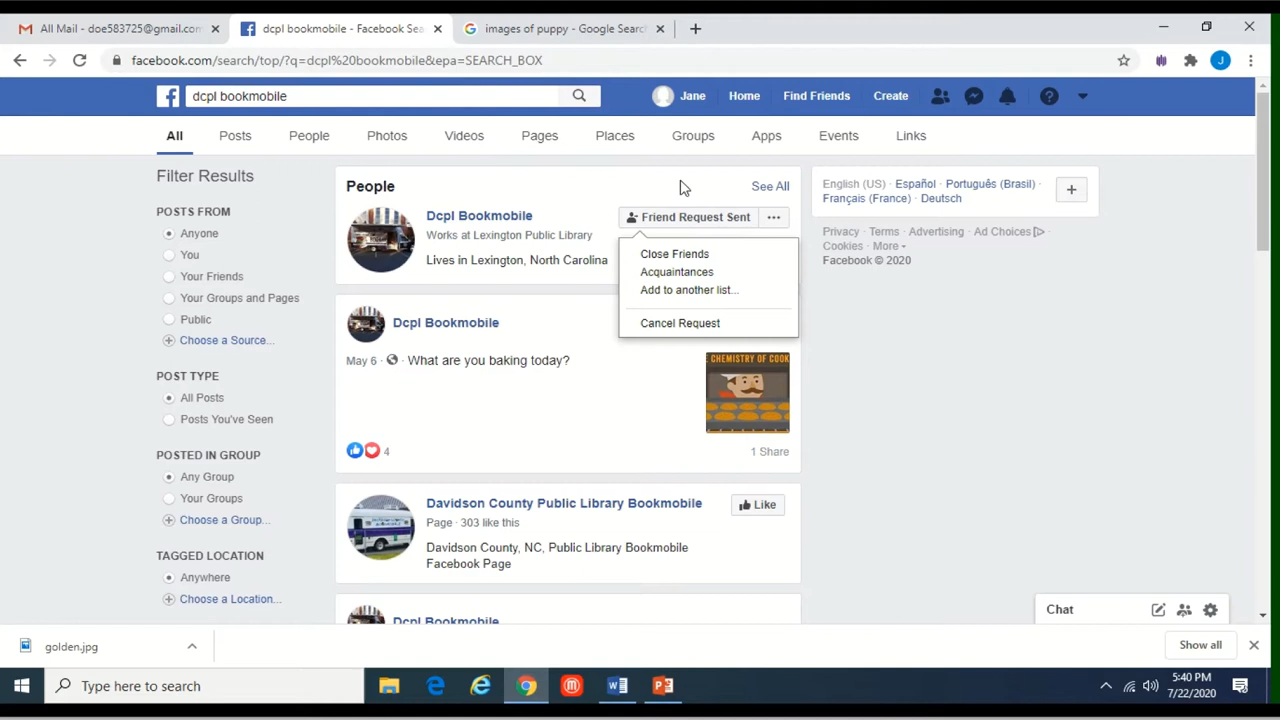 All Mail - doe583725@gmail.com
dcpl bookmobile - Facebook Sea
images of puppy - Google Search
facebook.com/search/top/?q=dcpl%20bookmobile&epa=SEARCH_BOX
J
dcpl bookmobile
Jane
Home
Find Friends
Create
All
Posts
People
Photos
Videos
Pages
Places
Groups
Apps
Events
Links
Filter Results
POSTS FROM
Anyone
You
Your Friends
Your Groups and Pages
Public
Choose a Source...
POST TYPE
All Posts
Posts You've Seen
POSTED IN GROUP
Any Group
Your Groups
Choose a Group...
TAGGED LOCATION
Anywhere
Choose a Location...
People
See All
Dcpl Bookmobile
Works at Lexington Public Library
Lives in Lexington, North Carolina
Friend Request Sent
Close Friends
Acquaintances
Add to another list...
Cancel Request
Dcpl Bookmobile
May 6 · What are you baking today?
CHEMISTRY OF COOK
4
1 Share
Davidson County Public Library Bookmobile
Page · 303 like this
Davidson County, NC, Public Library Bookmobile
Facebook Page
Like
Dcpl Bookmobile
English (US) · Español · Português (Brasil) ·
Français (France) · Deutsch
Privacy · Terms · Advertising · Ad Choices ·
Cookies · More
Facebook © 2020
Chat
golden.jpg
Show all
Type here to search
5:40 PM
7/22/2020